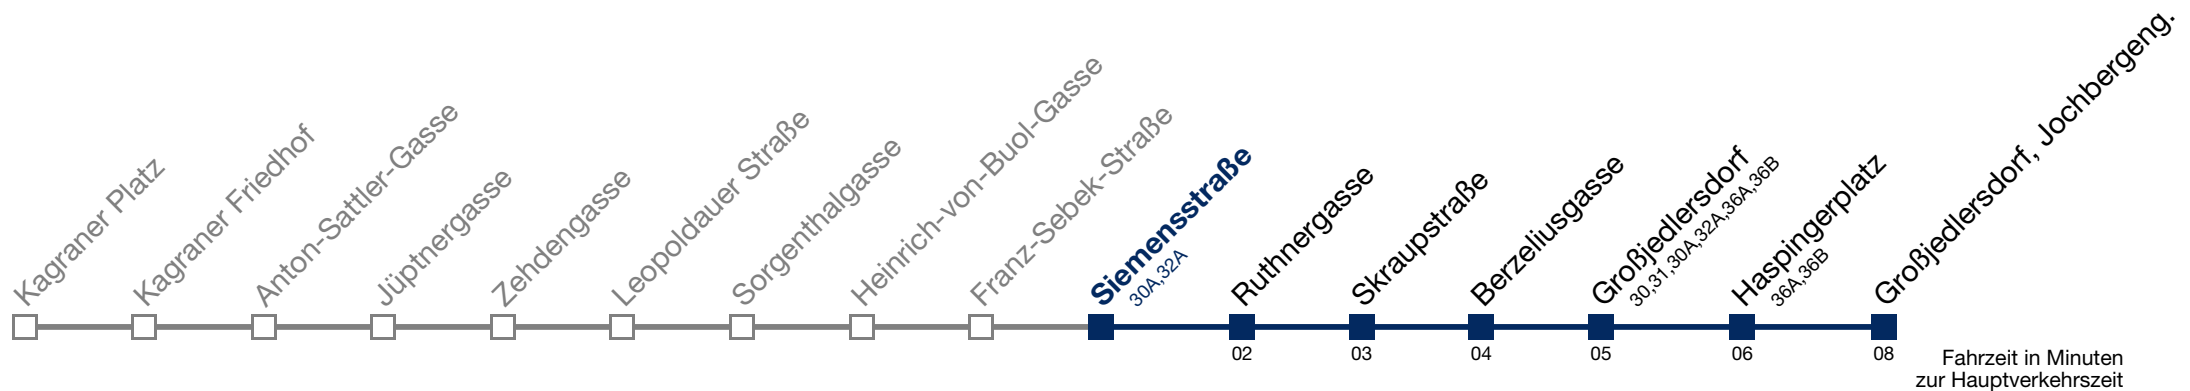 Kagraner Platz
Kagraner Friedhof
Anton-Sattler-Gasse
Jüptnergasse
Zehdengasse
Leopoldauer Straße
Sorgenthalgasse
Heinrich-von-Buol-Gasse
Franz-Sebek-Straße
Siemensstraße
30A,32A
Ruthnergasse
02
Skraupstraße
03
Berzeliusgasse
04
Großjedlersdorf
30,31,30A,32A,36A,36B
05
Haspingerplatz
36A,36B
06
Großjedlersdorf, Jochbergeng.
08
Fahrzeit in Minuten
zur Hauptverkehrszeit